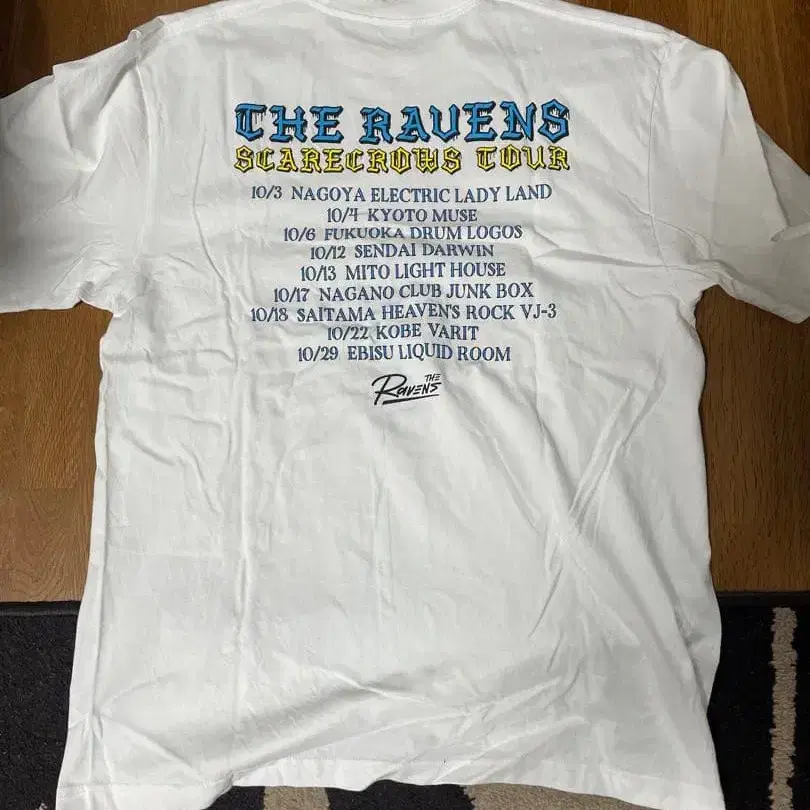 THE RAVENS
SCARECROWS TOUR
10/3 NAGOYA ELECTRIC LADY LAND
10/4 KYOTO MUSE
10/6 FUKUOKA DRUM LOGOS
10/12 SENDAI DARWIN
10/13 MITO LIGHT HOUSE
10/17 NAGANO CLUB JUNK BOX
10/18 SAITAMA HEAVEN'S ROCK VJ-3
10/22 KOBE VARIT
10/29 EBISU LIQUID ROOM
THE
RAVENS